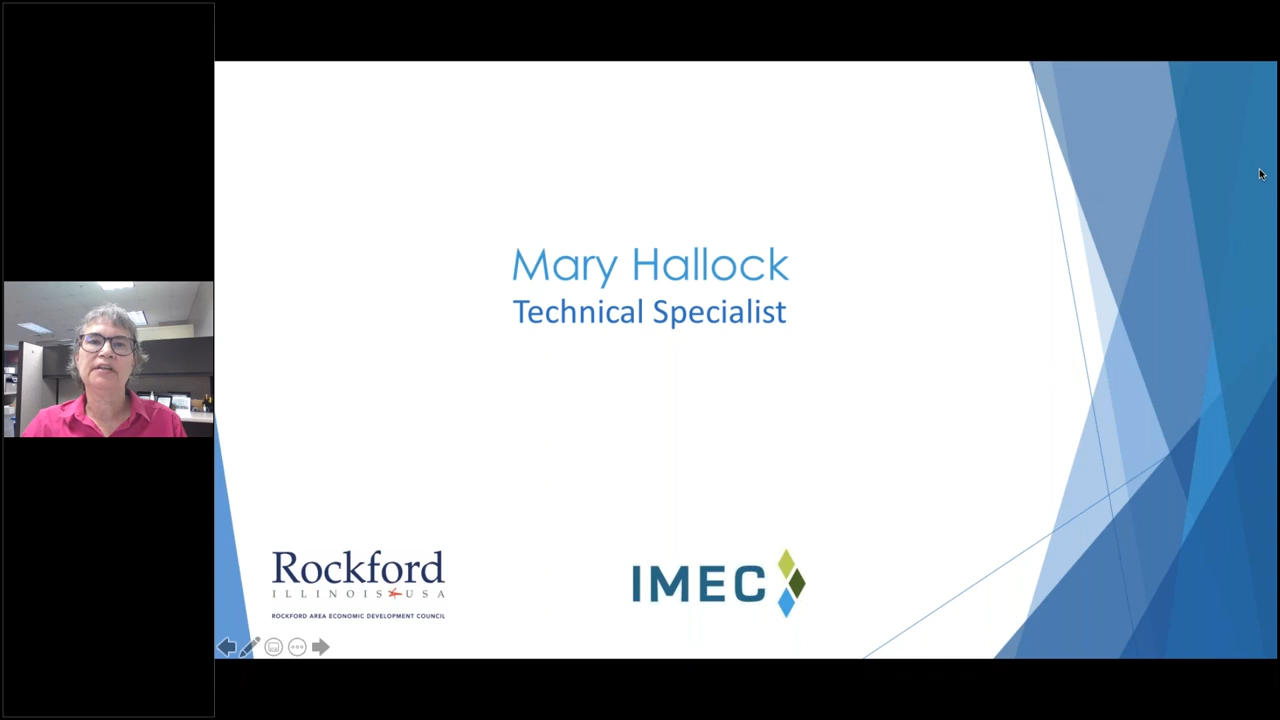 Mary Hallock
Technical Specialist
Rockford
ILLINOIS USA
ROCKFORD AREA ECONOMIC DEVELOPMENT COUNCIL
IMEC